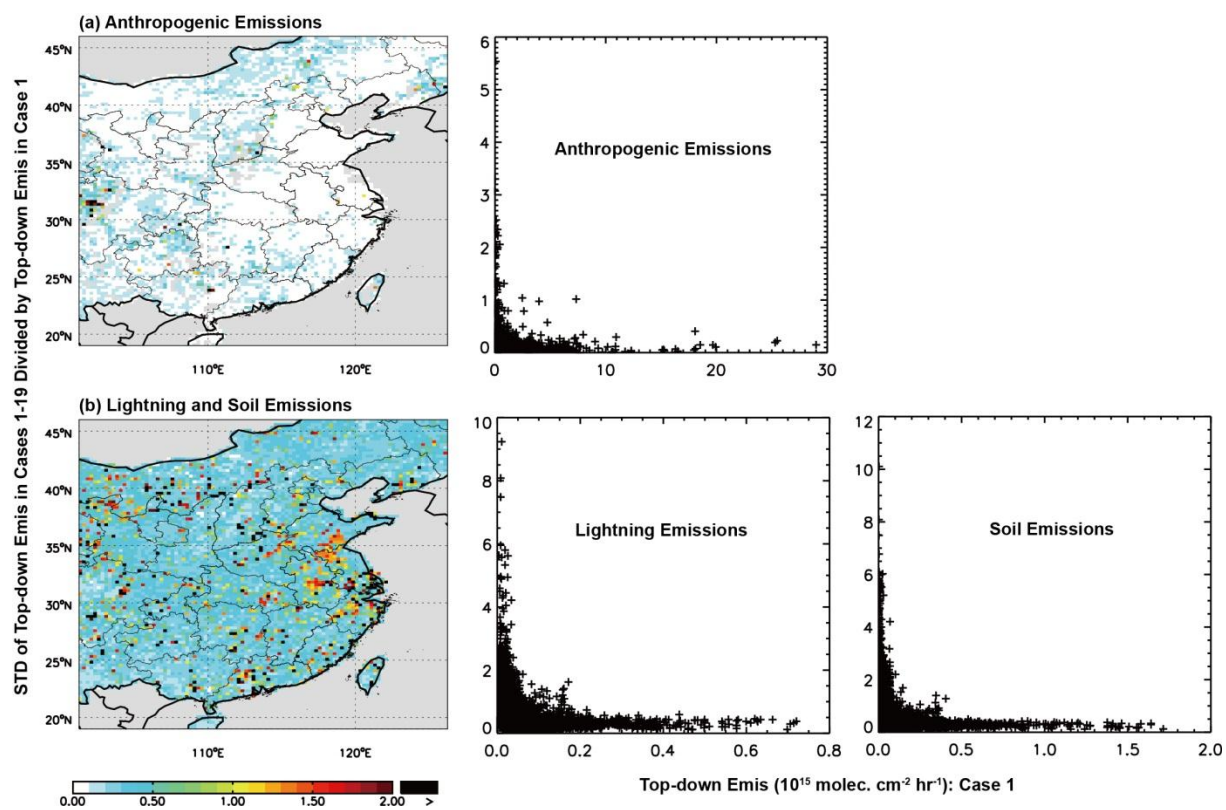 (a) Anthropogenic Emissions
STD of Top-down Emis in Cases 1-19 Divided by Top-down Emis in Case 1
45°N
40°N
35°N
30°N
25°N
20°N
110°E 120°E
6
5
4
3
2
1
0
Anthropogenic Emissions
0 10 20 30
(b) Lightning and Soil Emissions
45°N
40°N
35°N
30°N
25°N
20°N
110°E 120°E
10
8
6
4
2
0
Lightning Emissions
0.0 0.2 0.4 0.6 0.8
12
10
8
6
4
2
0
Soil Emissions
0.0 0.5 1.0 1.5 2.0
0.00 0.50 1.00 1.50 2.00 >
Top-down Emis (10¹⁵ molec. cm⁻² hr⁻¹): Case 1